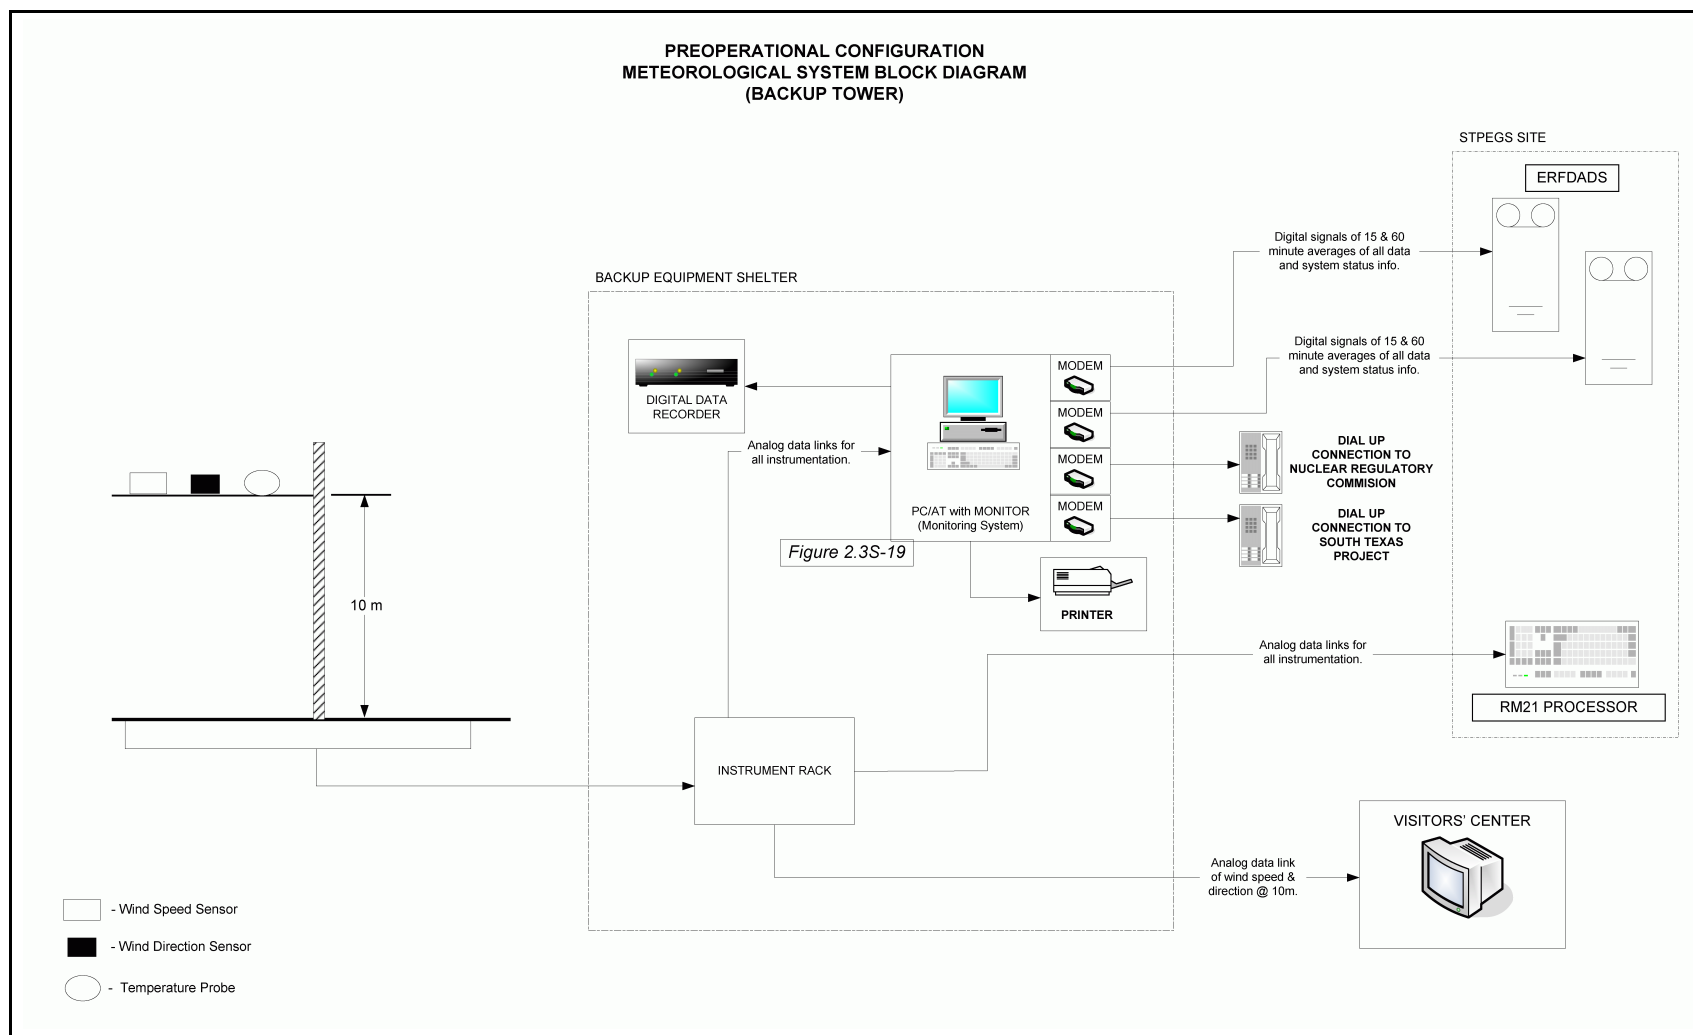 PREOPERATIONAL CONFIGURATION
METEOROLOGICAL SYSTEM BLOCK DIAGRAM
(BACKUP TOWER)
STPEGS SITE
ERFDADS
Digital signals of 15 & 60
minute averages of all data
and system status info.
BACKUP EQUIPMENT SHELTER
Digital signals of 15 & 60
minute averages of all data
and system status info.
DIGITAL DATA
RECORDER
MODEM
MODEM
MODEM
MODEM
Analog data links for
all instrumentation.
PC/AT with MONITOR
(Monitoring System)
DIAL UP
CONNECTION TO
NUCLEAR REGULATORY
COMMISION
DIAL UP
CONNECTION TO
SOUTH TEXAS
PROJECT
Figure 2.3S-19
PRINTER
10 m
Analog data links for
all instrumentation.
RM21 PROCESSOR
INSTRUMENT RACK
VISITORS' CENTER
Analog data link
of wind speed &
direction @ 10m.
- Wind Speed Sensor
- Wind Direction Sensor
- Temperature Probe